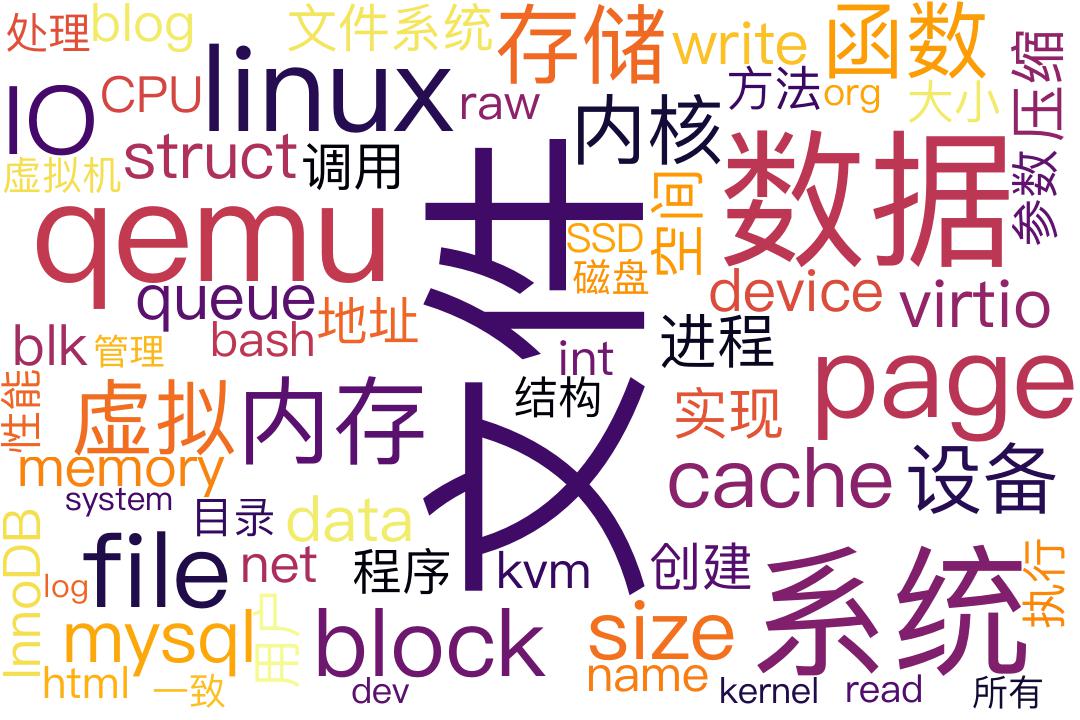 处理
blog
文件系统
存储
write
函数
压缩
IO
CPU
linux
raw
内核
方法
org
大小
虚拟机
struct
调用
文件
SSD
磁盘
空间
数据
参数
qemu
queue
地址
device
virtio
blk
管理
bash
int
进程
page
性能
虚拟
内存
结构
实现
memory
system
目录
data
cache
设备
InnoDB
log
file
net
程序
kvm
创建
系统
执行
mysql
用户
block
size
html
一致
dev
name
kernel
read
所有